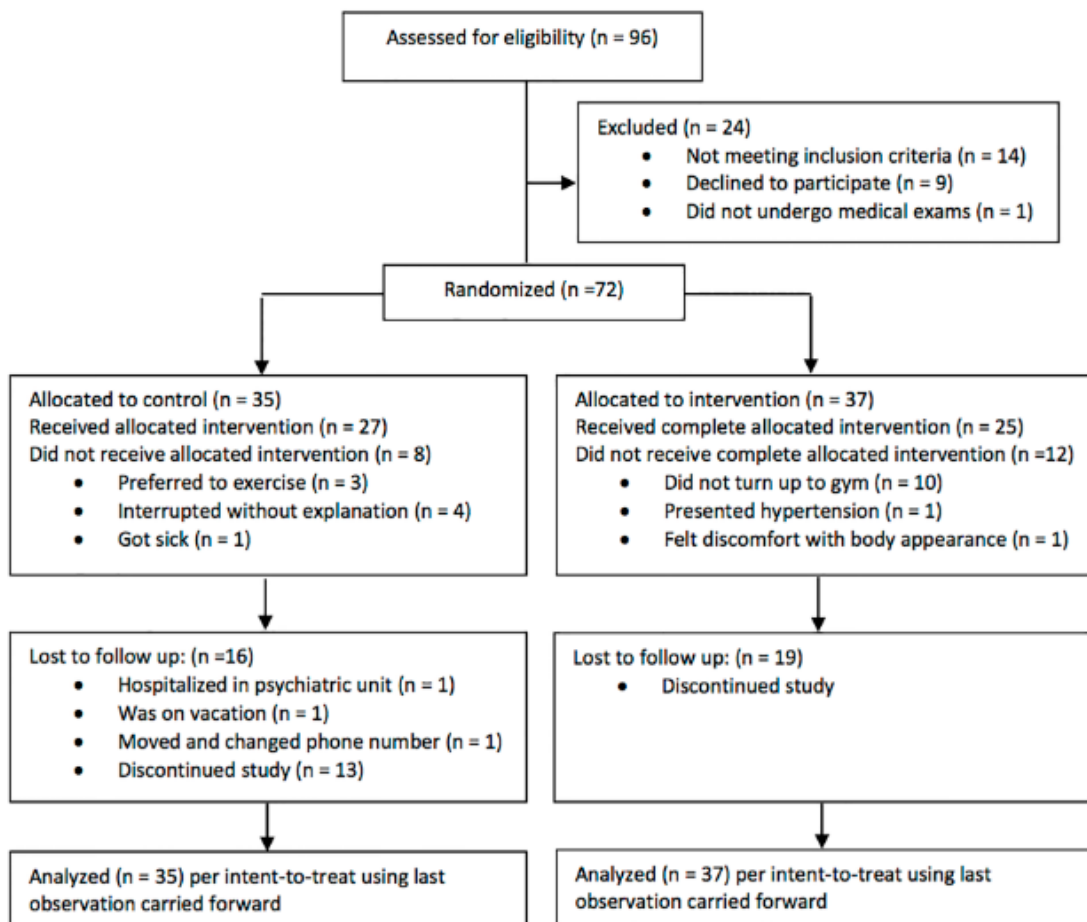 Assessed for eligibility (n = 96)
Excluded (n = 24)
• Not meeting inclusion criteria (n = 14)
• Declined to participate (n = 9)
• Did not undergo medical exams (n = 1)
Randomized (n =72)
Allocated to control (n = 35)
Received allocated intervention (n = 27)
Did not receive allocated intervention (n = 8)
• Preferred to exercise (n = 3)
• Interrupted without explanation (n = 4)
• Got sick (n = 1)
Allocated to intervention (n = 37)
Received complete allocated intervention (n = 25)
Did not receive complete allocated intervention (n =12)
• Did not turn up to gym (n = 10)
• Presented hypertension (n = 1)
• Felt discomfort with body appearance (n = 1)
Lost to follow up: (n =16)
• Hospitalized in psychiatric unit (n = 1)
• Was on vacation (n = 1)
• Moved and changed phone number (n = 1)
• Discontinued study (n = 13)
Lost to follow up: (n = 19)
• Discontinued study
Analyzed (n = 35) per intent-to-treat using last
observation carried forward
Analyzed (n = 37) per intent-to-treat using last
observation carried forward